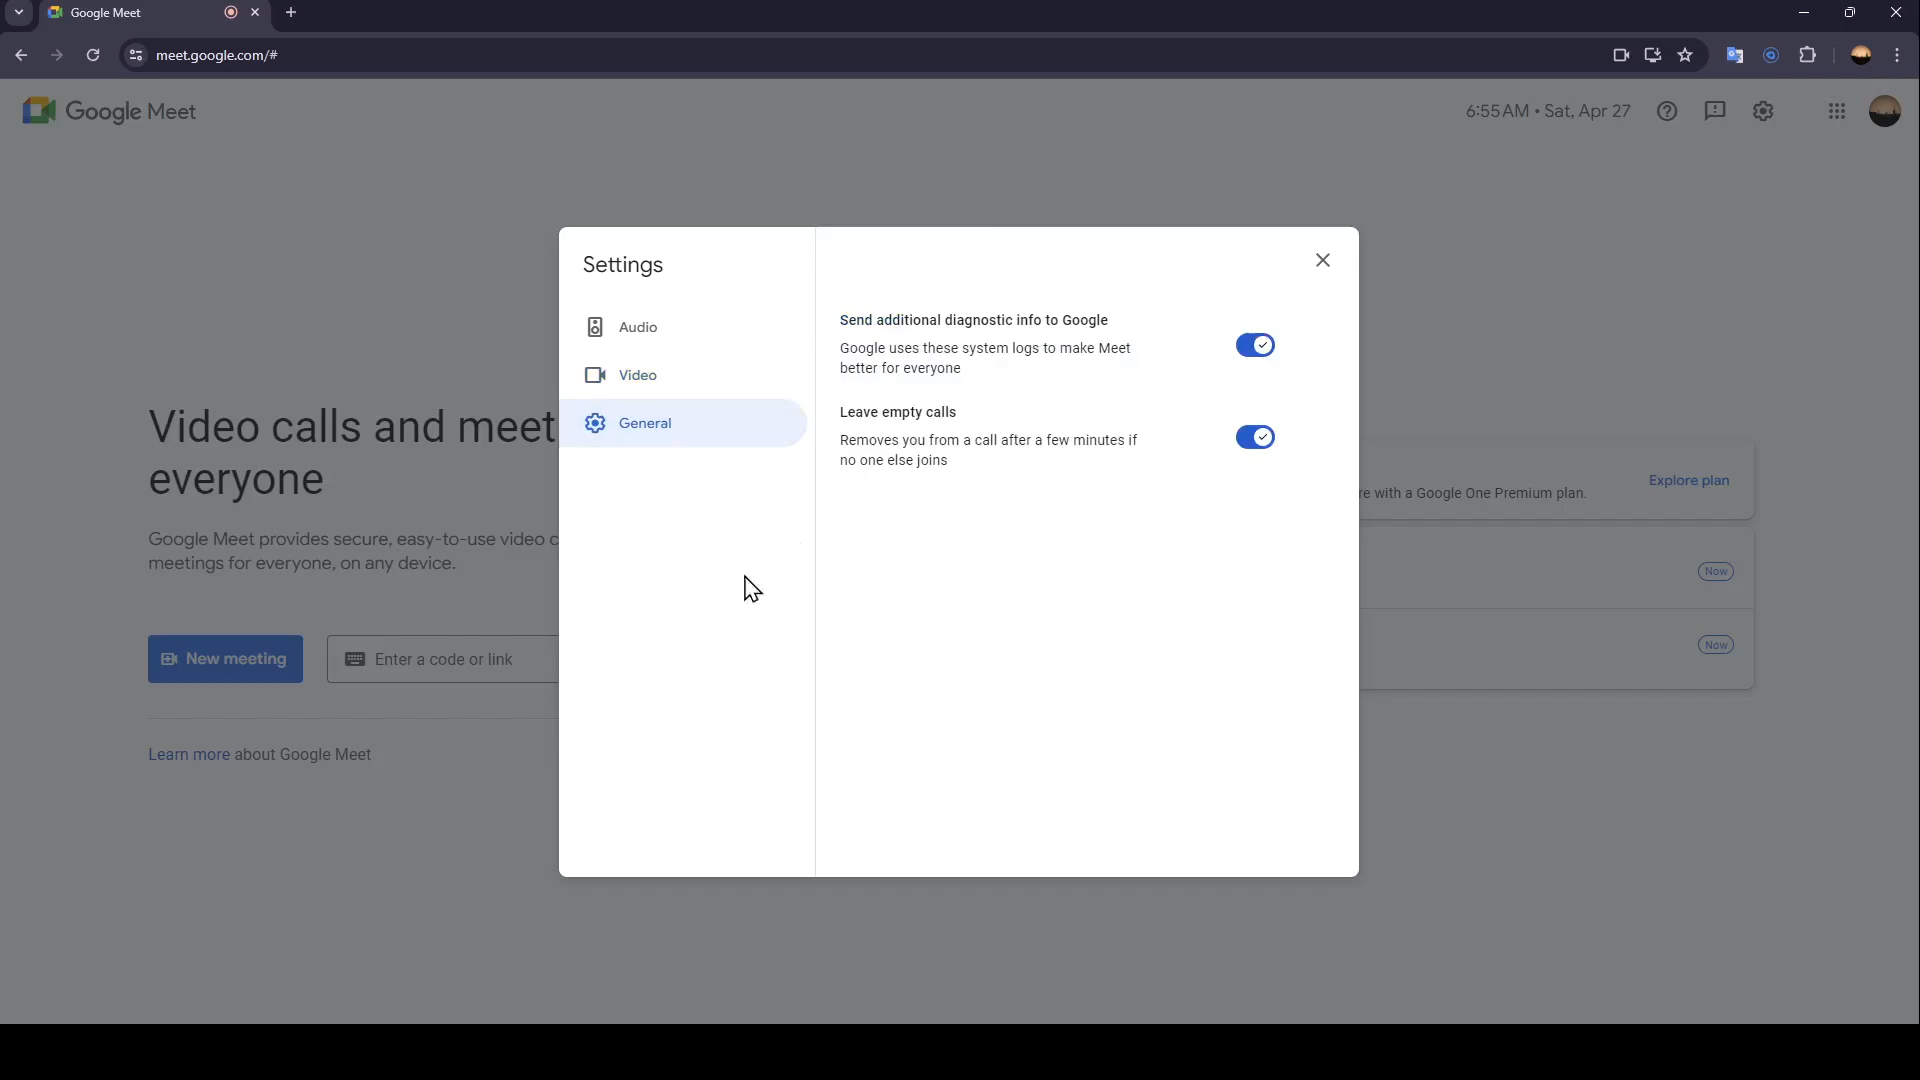 Google Meet
meet.google.com/#
Google Meet
6:55 AM • Sat, Apr 27
Settings
Audio
Video
General
Send additional diagnostic info to Google
Google uses these system logs to make Meet
better for everyone
Leave empty calls
Removes you from a call after a few minutes if
no one else joins
Video calls and meet
everyone
Google Meet provides secure, easy-to-use video c
meetings for everyone, on any device.
New meeting
Enter a code or link
Learn more about Google Meet
re with a Google One Premium plan.
Explore plan
Now
Now